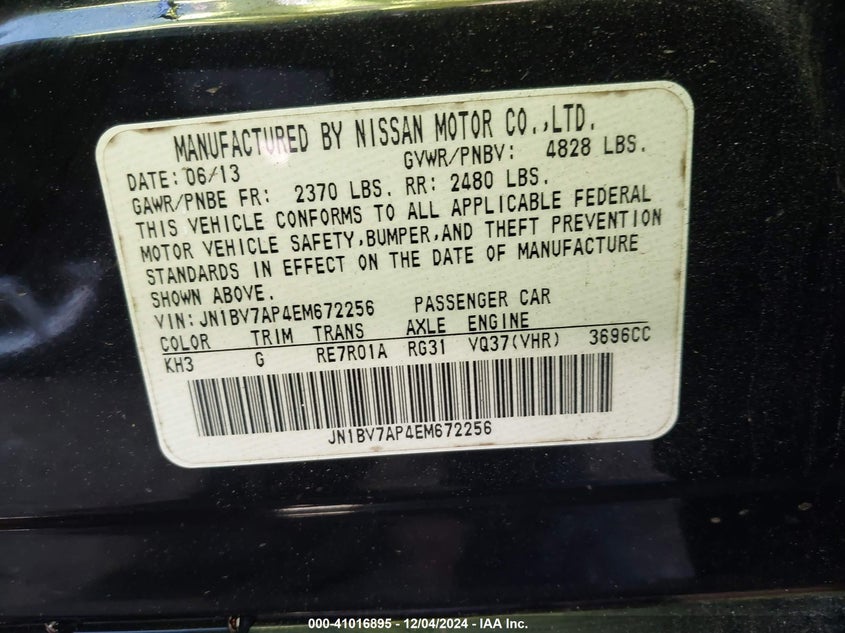 MANUFACTURED BY NISSAN MOTOR CO.,LTD.
DATE: 06/13 GVWR/PNBV: 4828 LBS.
GAWR/PNBE FR: 2370 LBS. RR: 2480 LBS.
THIS VEHICLE CONFORMS TO ALL APPLICABLE FEDERAL
MOTOR VEHICLE SAFETY,BUMPER,AND THEFT PREVENTION
STANDARDS IN EFFECT ON THE DATE OF MANUFACTURE
SHOWN ABOVE.
VIN:JN1BV7AP4EM672256 PASSENGER CAR
COLOR TRIM TRANS AXLE ENGINE
KH3 G RE7R01A RG31 VQ37(VHR) 3696CC
JN1BV7AP4EM672256
000-41016895 - 12/04/2024 - IAA Inc.